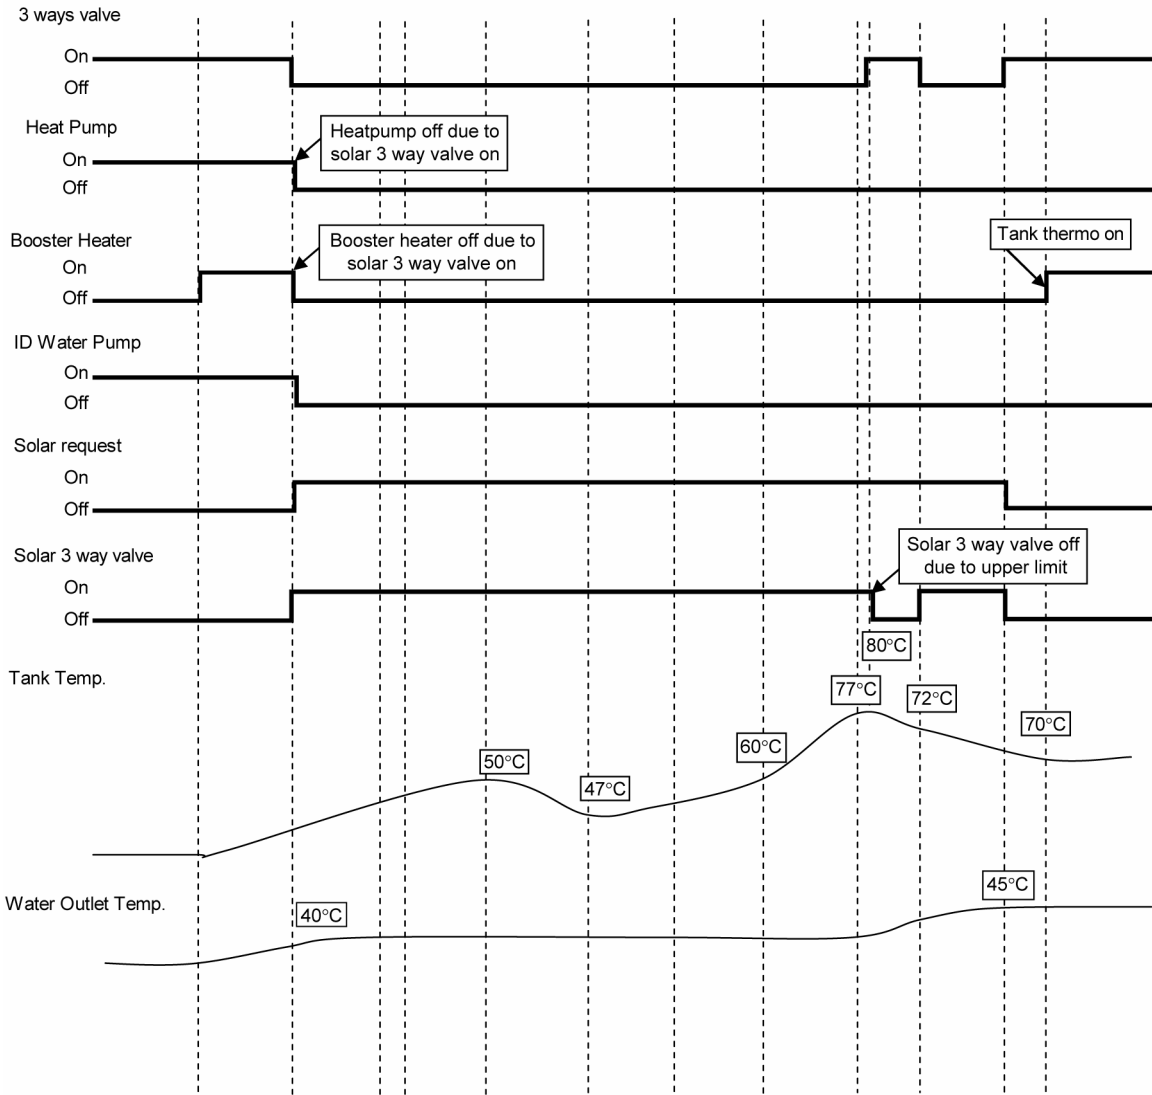 3 ways valve
On
Off
Heat Pump
Heatpump off due to
solar 3 way valve on
On
Off
Booster Heater
Booster heater off due to
solar 3 way valve on
Tank thermo on
On
Off
ID Water Pump
On
Off
Solar request
On
Off
Solar 3 way valve
Solar 3 way valve off
due to upper limit
On
Off
80°C
Tank Temp.
77°C
72°C
70°C
60°C
50°C
47°C
Water Outlet Temp.
45°C
40°C